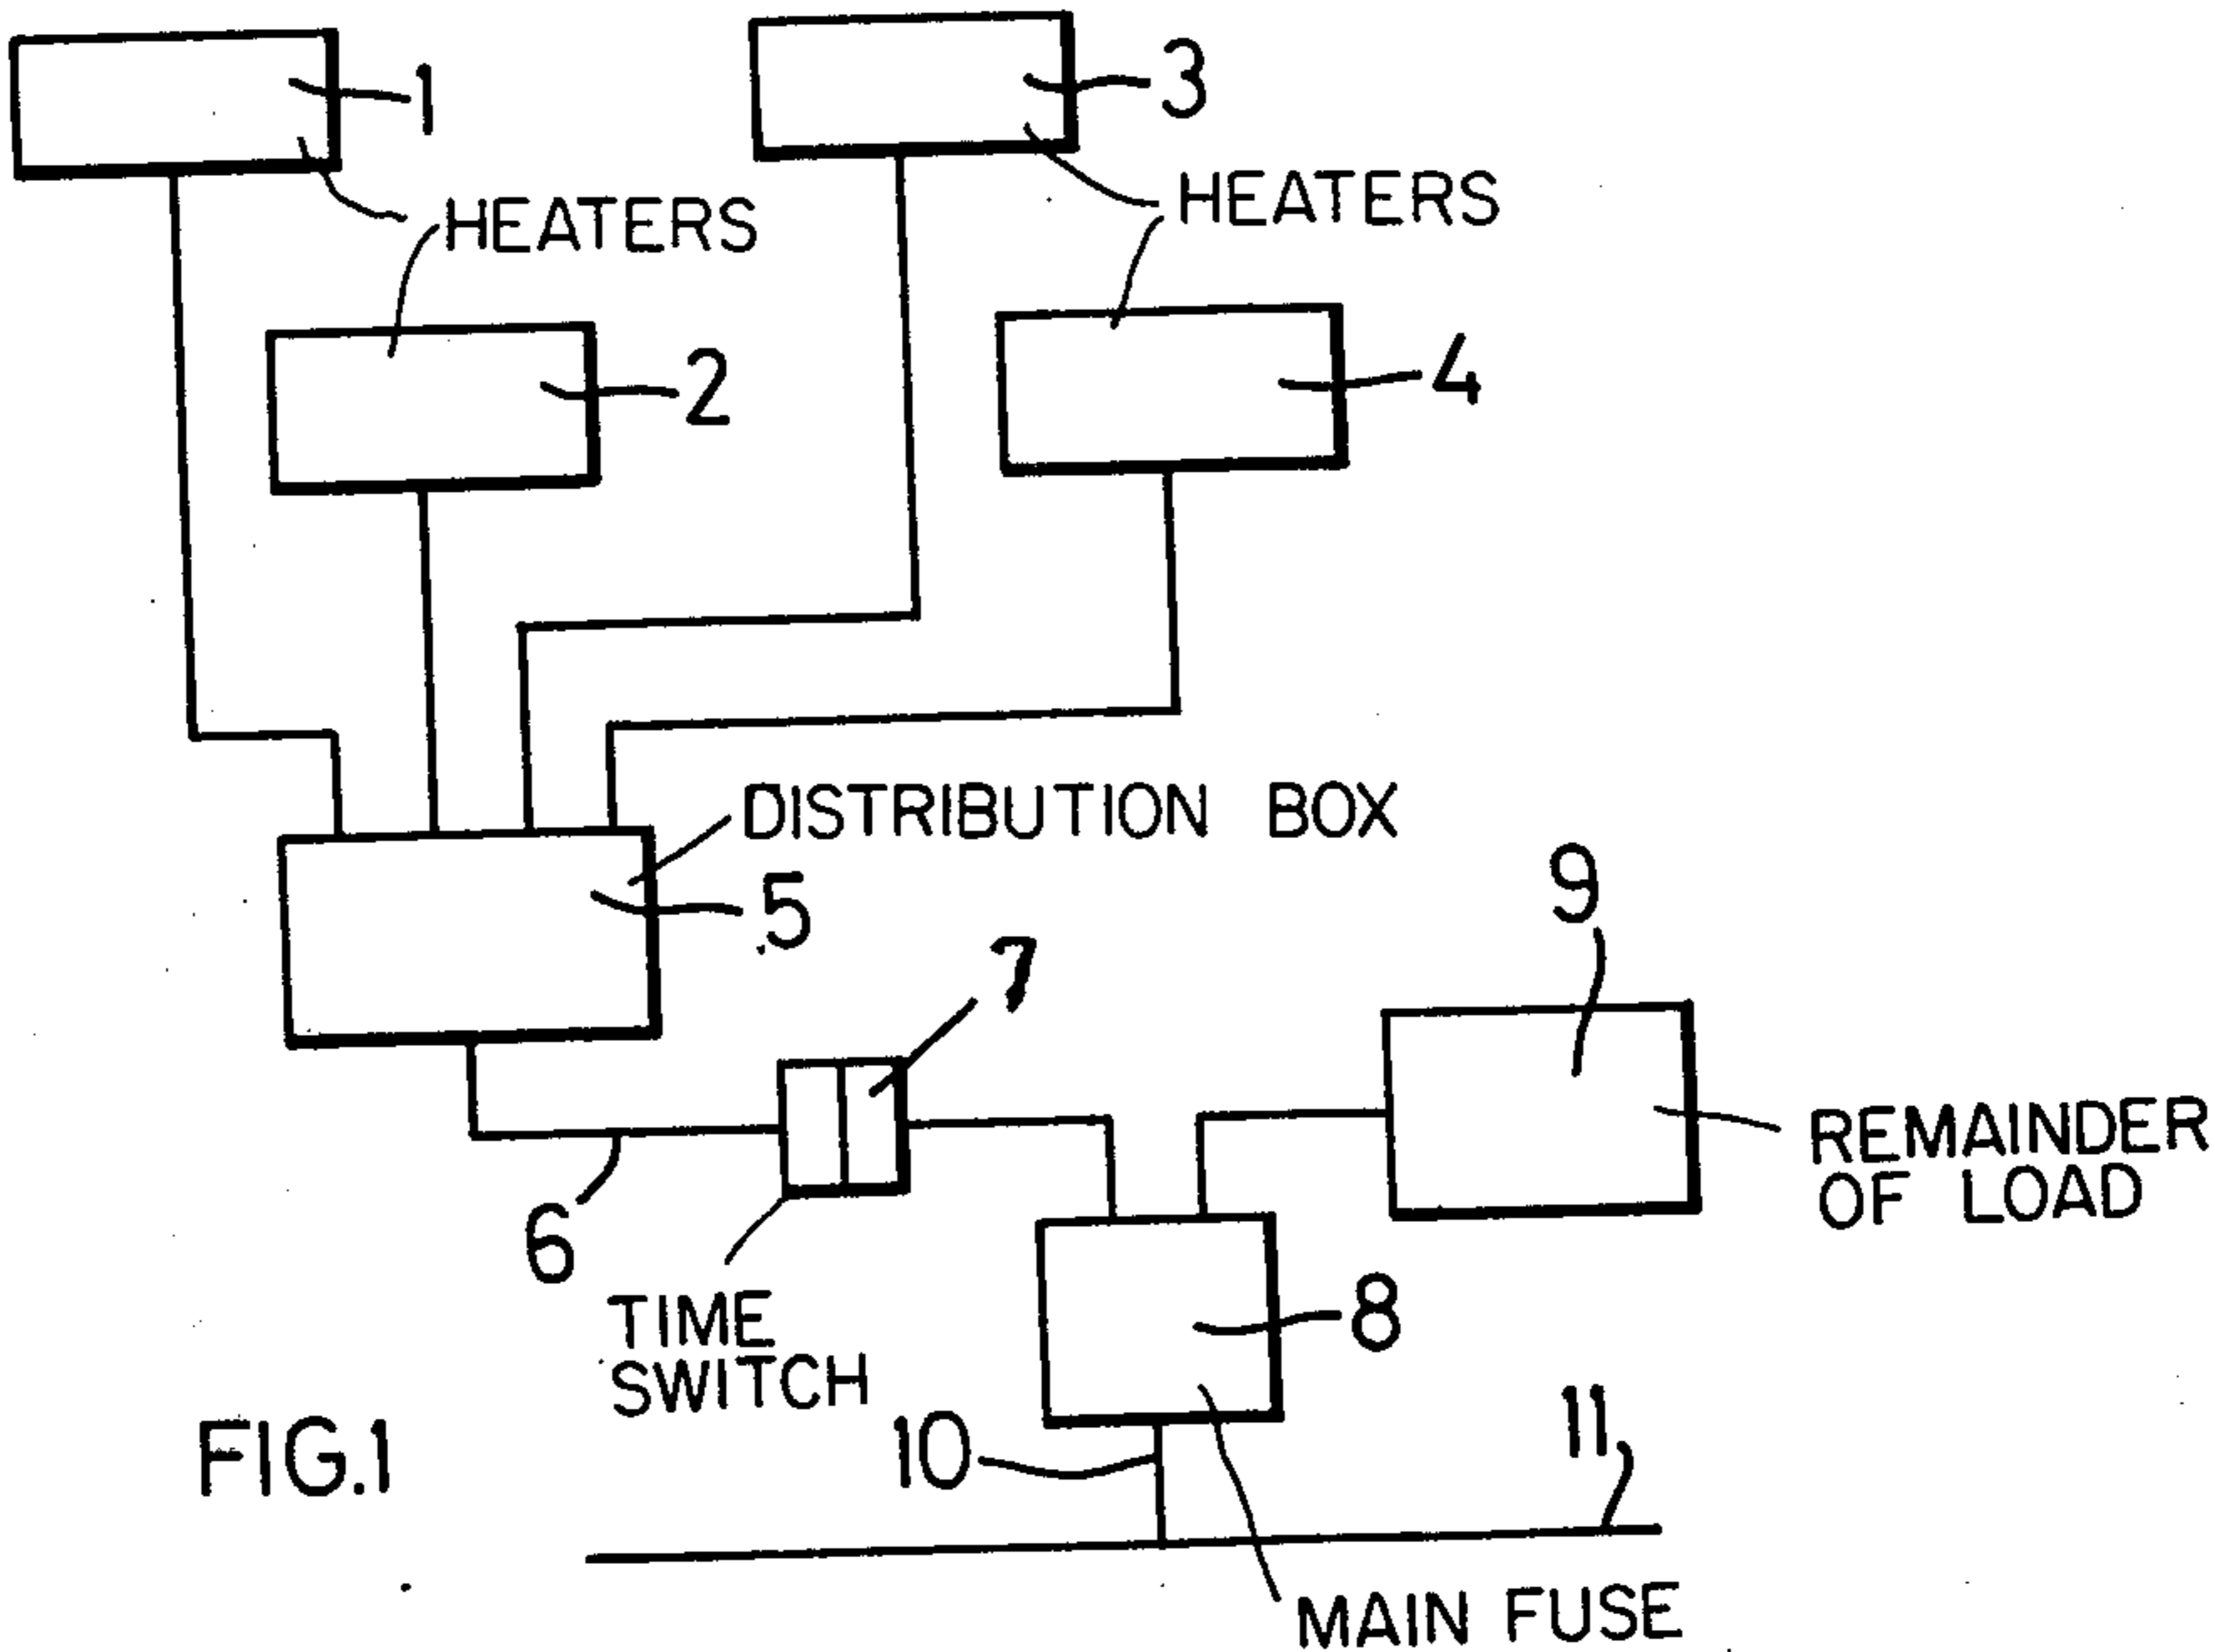 1
3
HEATERS
HEATERS
2
4
DISTRIBUTION BOX
5
9
7
REMAINDER
OF LOAD
6
TIME
SWITCH
8
10
11
FIG.1
MAIN FUSE